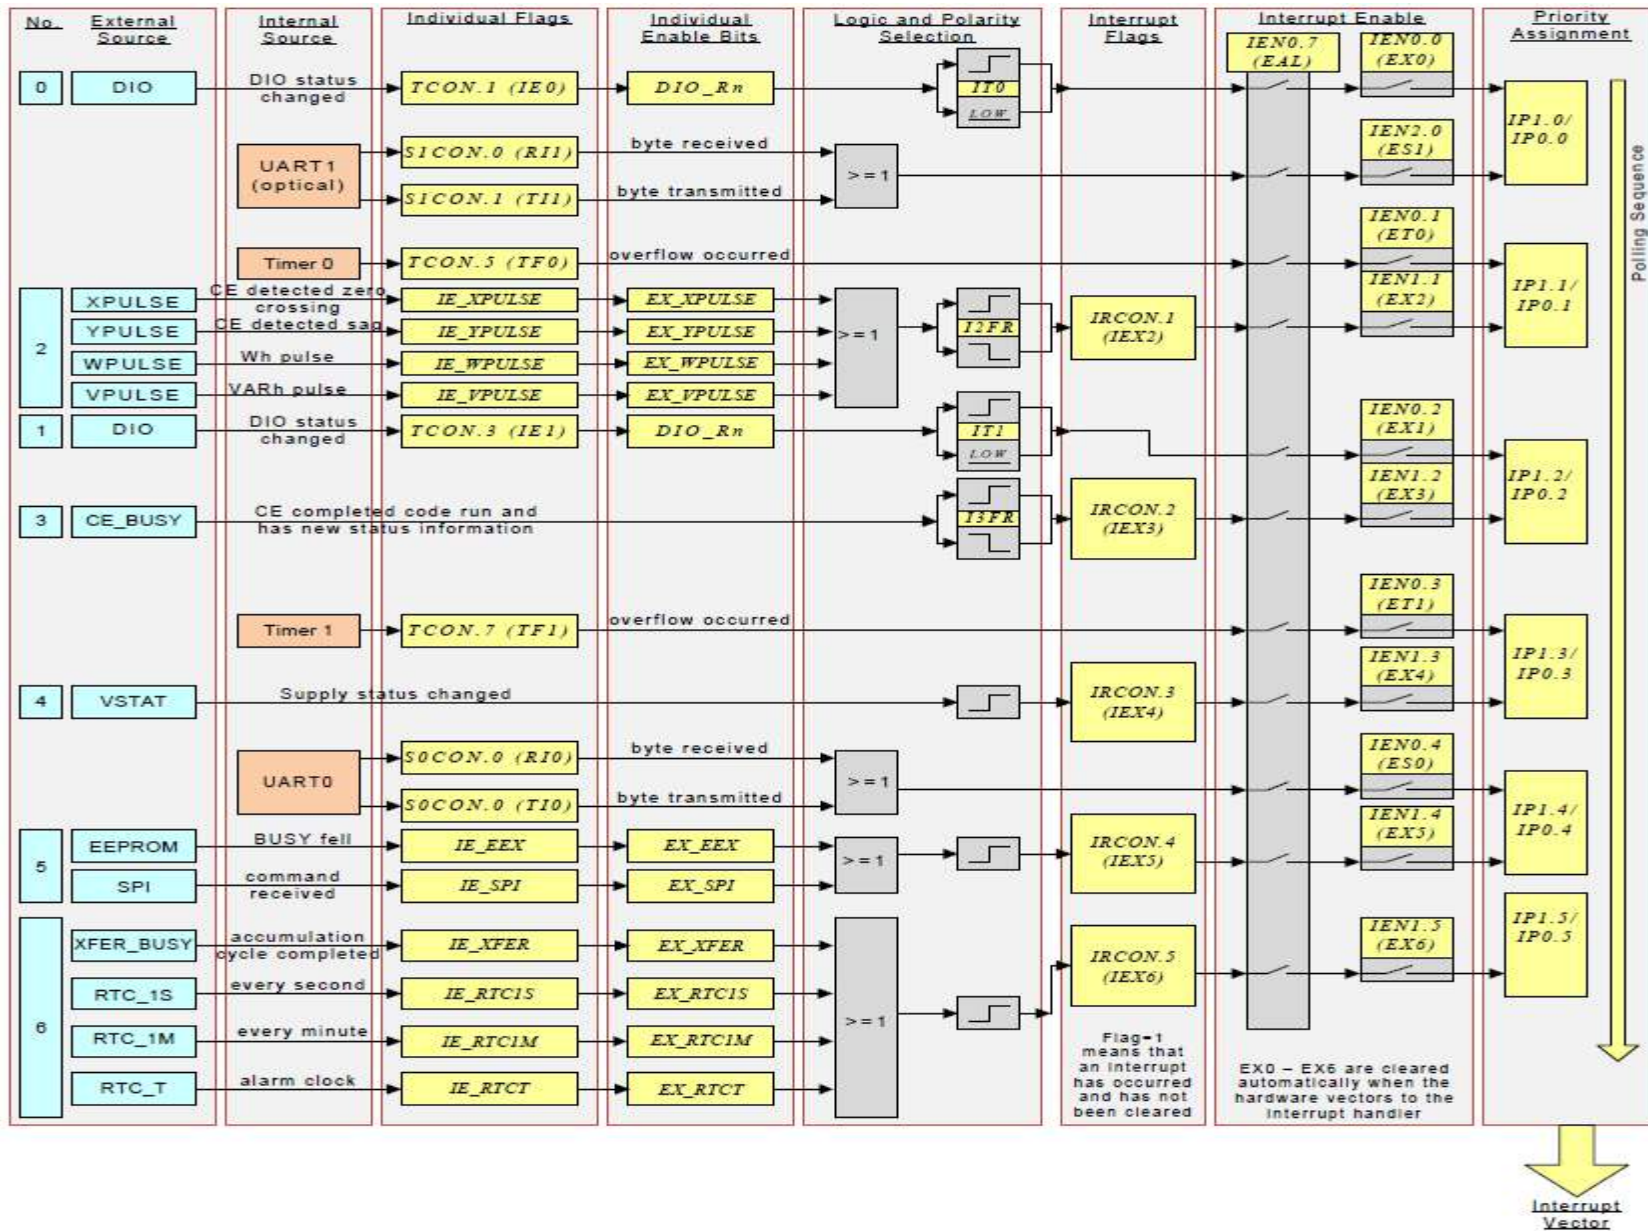 No.
External
Source
Internal
Source
Individual Flags
Individual
Enable Bits
Logic and Polarity
Selection
Interrupt
Flags
Interrupt Enable
Priority
Assignment
IEN0.7
(EAL)
IEN0.0
(EX0)
0
DIO
DIO status
changed
TCON.1 (IE0)
DIO_Rn
IT0
LOW
IP1.0/
IP0.0
Polling Sequence
UART1
(optical)
S1CON.0 (RI1)
byte received
S1CON.1 (TI1)
byte transmitted
>=1
IEN2.0
(ES1)
Timer 0
TCON.5 (TF0)
overflow occurred
IEN0.1
(ET0)
IP1.1/
IP0.1
2
XPULSE
CE detected zero
crossing
IE_XPULSE
EX_XPULSE
YPULSE
CE detected sag
IE_YPULSE
EX_YPULSE
WPULSE
Wh pulse
IE_WPULSE
EX_WPULSE
VPULSE
VARh pulse
IE_VPULSE
EX_VPULSE
>=1
I2FR
IRCON.1
(IEX2)
IEN1.1
(EX2)
1
DIO
DIO status
changed
TCON.3 (IE1)
DIO_Rn
IT1
LOW
IEN0.2
(EX1)
IP1.2/
IP0.2
3
CE_BUSY
CE completed code run and
has new status information
I3FR
IRCON.2
(IEX3)
IEN1.2
(EX3)
Timer 1
TCON.7 (TF1)
overflow occurred
IEN0.3
(ET1)
IP1.3/
IP0.3
4
VSTAT
Supply status changed
IRCON.3
(IEX4)
IEN1.3
(EX4)
UART0
S0CON.0 (RI0)
byte received
S0CON.0 (TI0)
byte transmitted
>=1
IEN0.4
(ES0)
IP1.4/
IP0.4
5
EEPROM
BUSY fell
IE_EEX
EX_EEX
SPI
command
received
IE_SPI
EX_SPI
>=1
IRCON.4
(IEX5)
IEN1.4
(EX5)
6
XFER_BUSY
accumulation
cycle completed
IE_XFER
EX_XFER
RTC_1S
every second
IE_RTC1S
EX_RTC1S
RTC_1M
every minute
IE_RTC1M
EX_RTC1M
RTC_T
alarm clock
IE_RTCT
EX_RTCT
>=1
IRCON.5
(IEX6)
IEN1.5
(EX6)
IP1.5/
IP0.5
Flag=1
means that
an interrupt
has occurred
and has not
been cleared
EX0 – EX6 are cleared
automatically when the
hardware vectors to the
interrupt handler
Interrupt
Vector